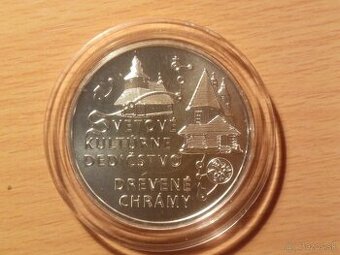 SVETOVÉ
KULTÚRNE
DEDIČSTVO
DREVENÉ
CHRÁMY